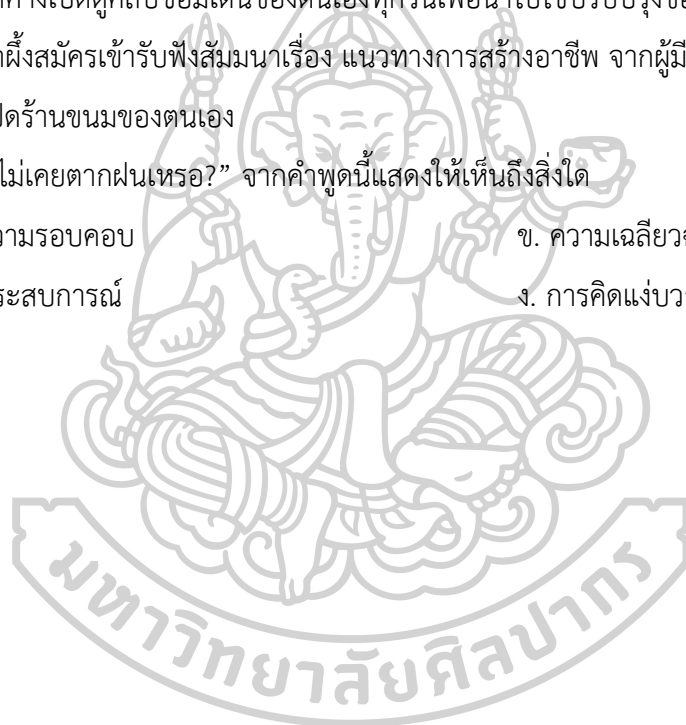 ทางเปิดดูคลิปซ้อมเต้นของตนเองทุกวันเพื่อนำไปใช้ปรับปรุง
ผึ้งสมัครเข้ารับฟังสัมมนาเรื่อง แนวทางการสร้างอาชีพ จากผู้มี
ปิดร้านขนมของตนเอง
ไม่เคยตากฝนเหรอ?” จากคำพูดนี้แสดงให้เห็นถึงสิ่งใด
วามรอบคอบ ข. ความเฉลียว
ระสบการณ์ ง. การคิดแง่บว
มหาวิทยาลัยศิลปากร